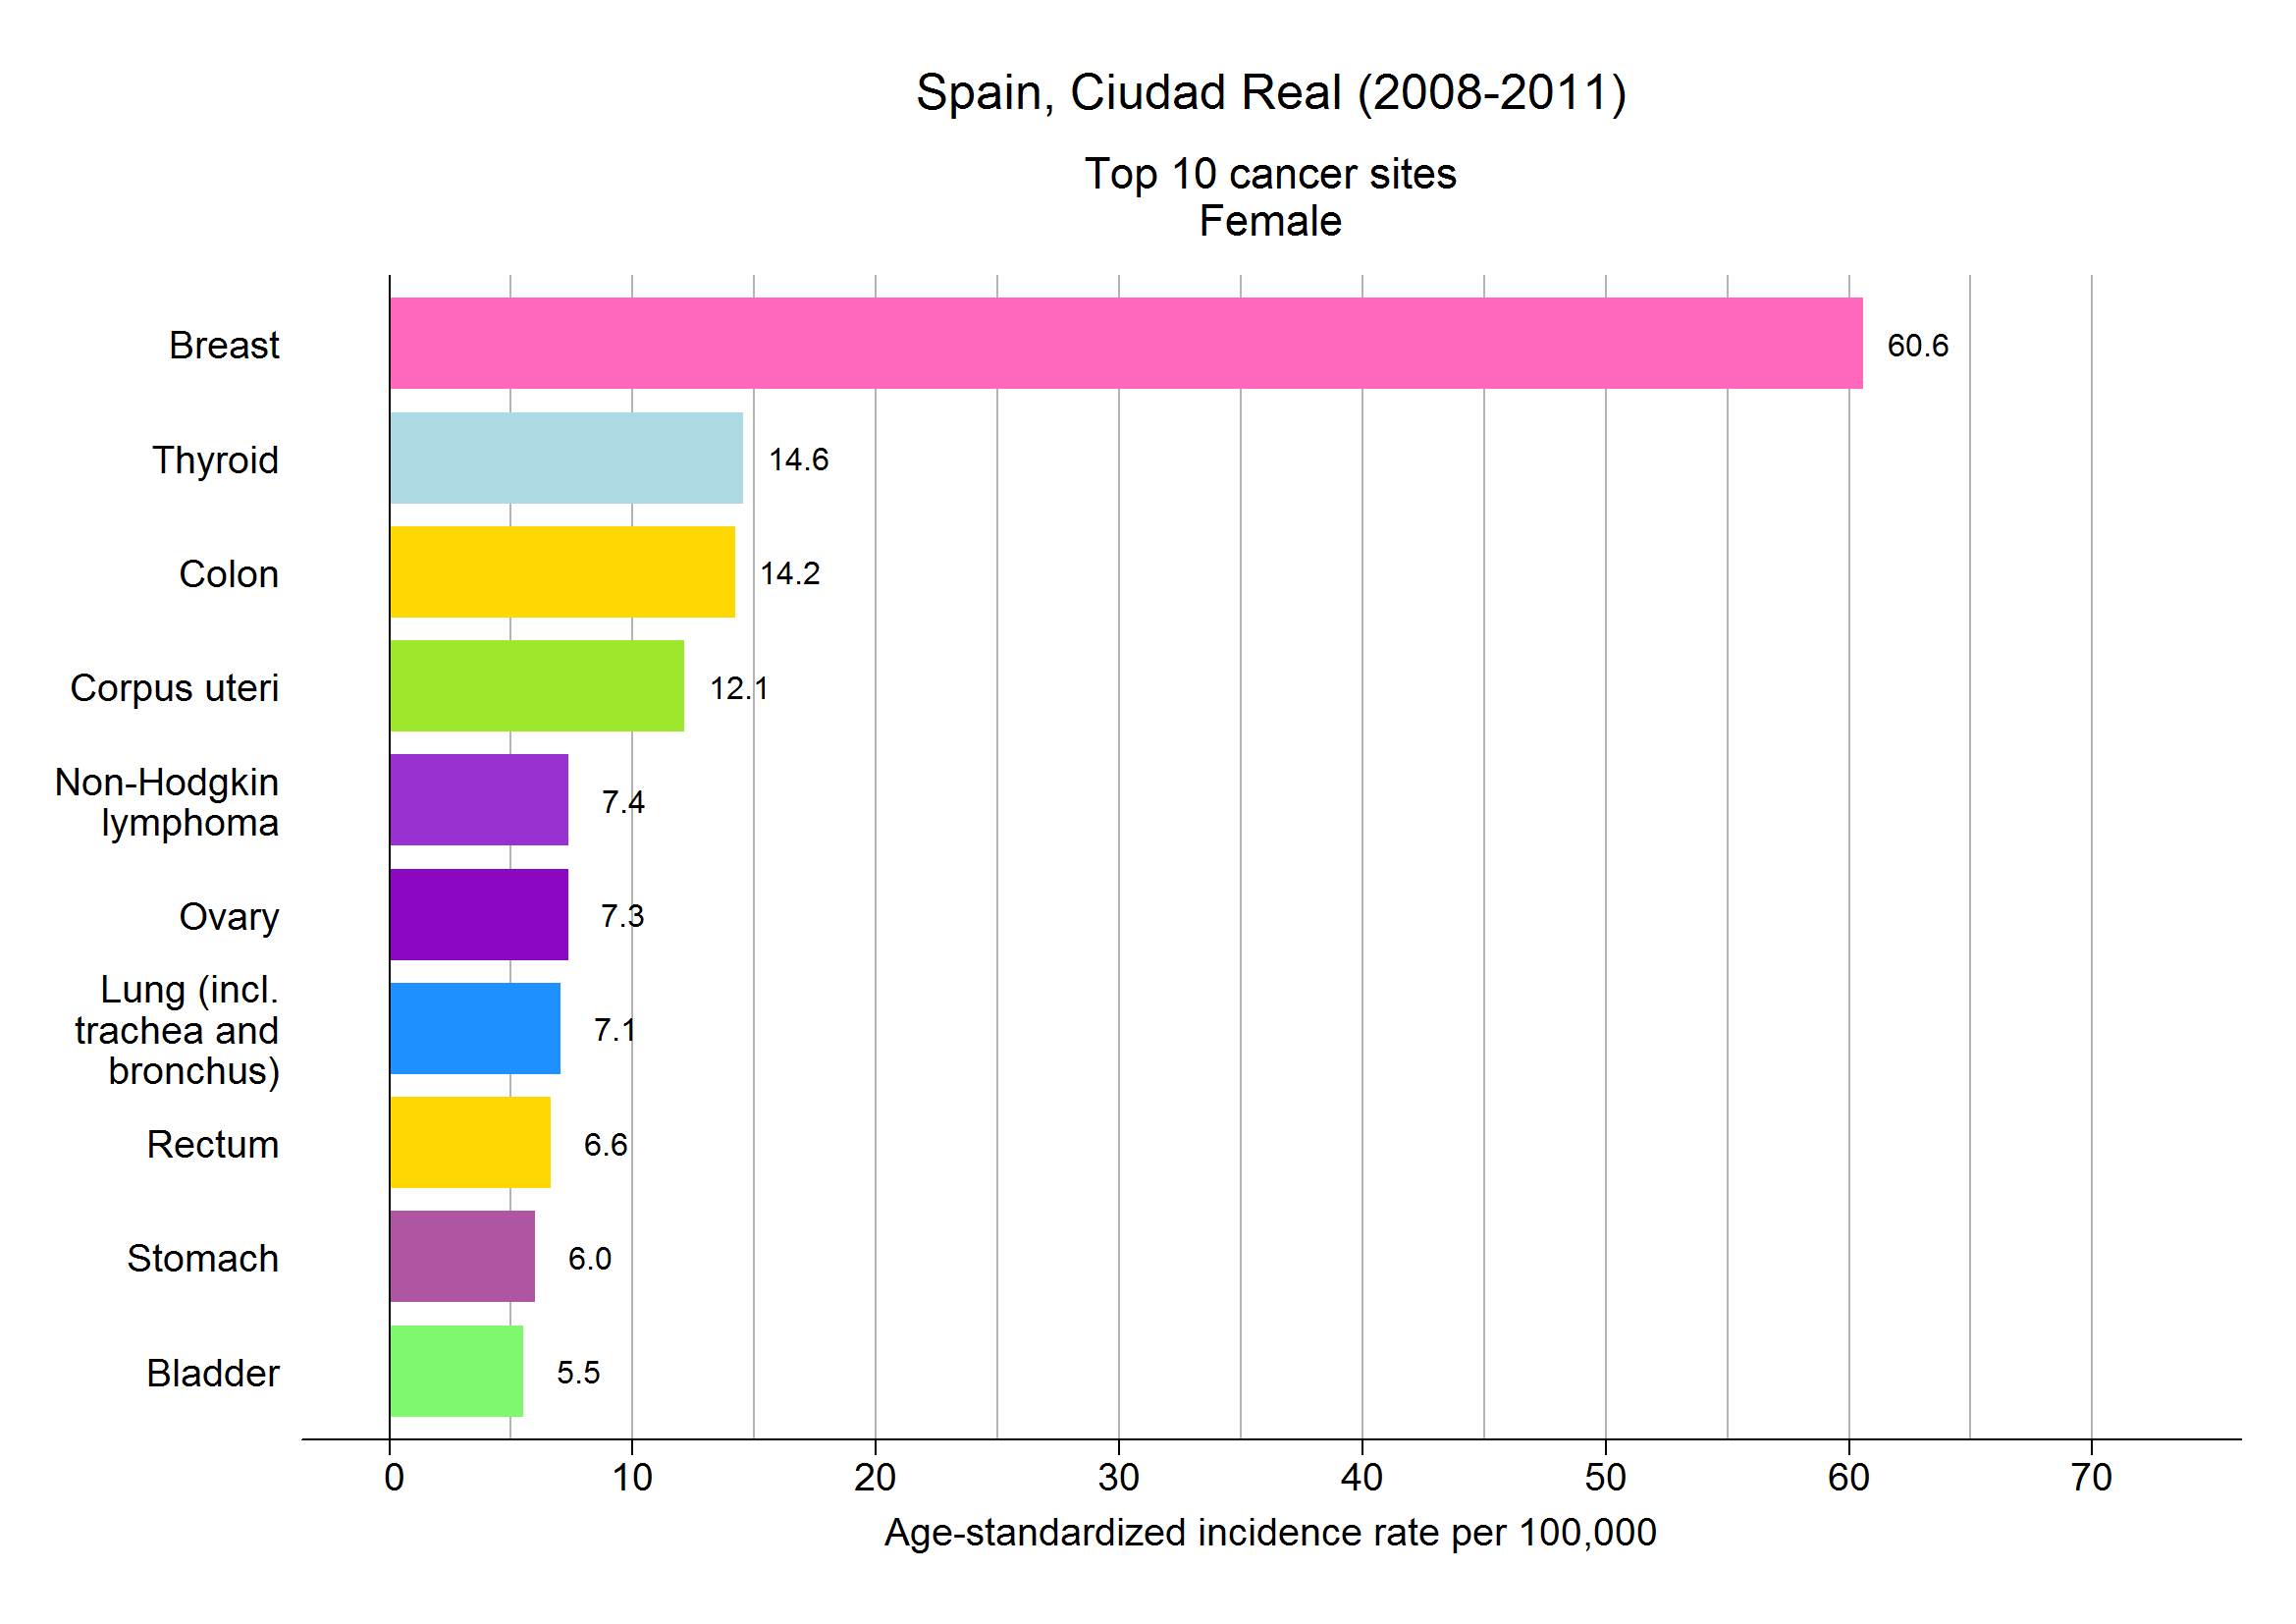 Spain, Ciudad Real (2008-2011)
Top 10 cancer sites
Female
Breast
60.6
Thyroid
14.6
Colon
14.2
Corpus uteri
12.1
Non-Hodgkin
lymphoma
7.4
Ovary
7.3
Lung (incl.
trachea and
bronchus)
7.1
Rectum
6.6
Stomach
6.0
Bladder
5.5
0 10 20 30 40 50 60 70
Age-standardized incidence rate per 100,000